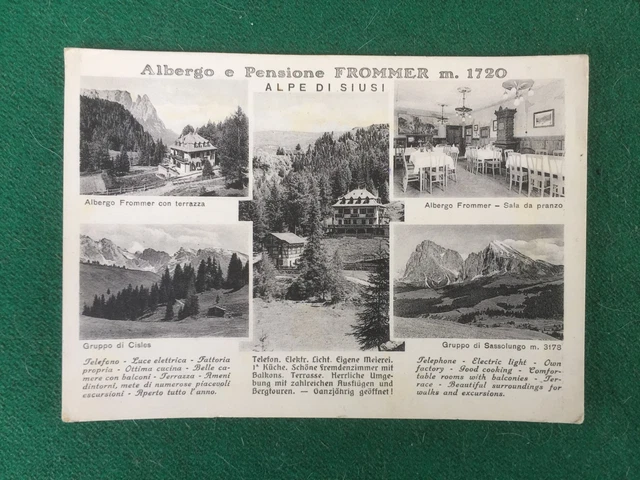 Albergo e Pensione FROMMER m. 1720
ALPE DI SIUSI
Albergo Frommer con terrazza
Albergo Frommer – Sala da pranzo
Gruppo di Cisles
Gruppo di Sassolungo m. 3178
Telefono - Luce elettrica - Fattoria
propria - Ottima cucina - Belle ca-
mere con balconi - Terrazza - Ameni
dintorni, mete di numerose piacevoli
escursioni - Aperto tutto l'anno.
Telefon. Elektr. Licht. Eigene Meierei.
1ª Küche. Schöne Fremdenzimmer mit
Balkons. Terrasse. Herrliche Umge-
bung mit zahlreichen Ausflügen und
Bergtouren. — Ganzjährig geöffnet!
Telephone - Electric light - Own
factory - Good cooking - Comfor-
table rooms with balconies - Ter-
race - Beautiful surroundings for
walks and excursions.